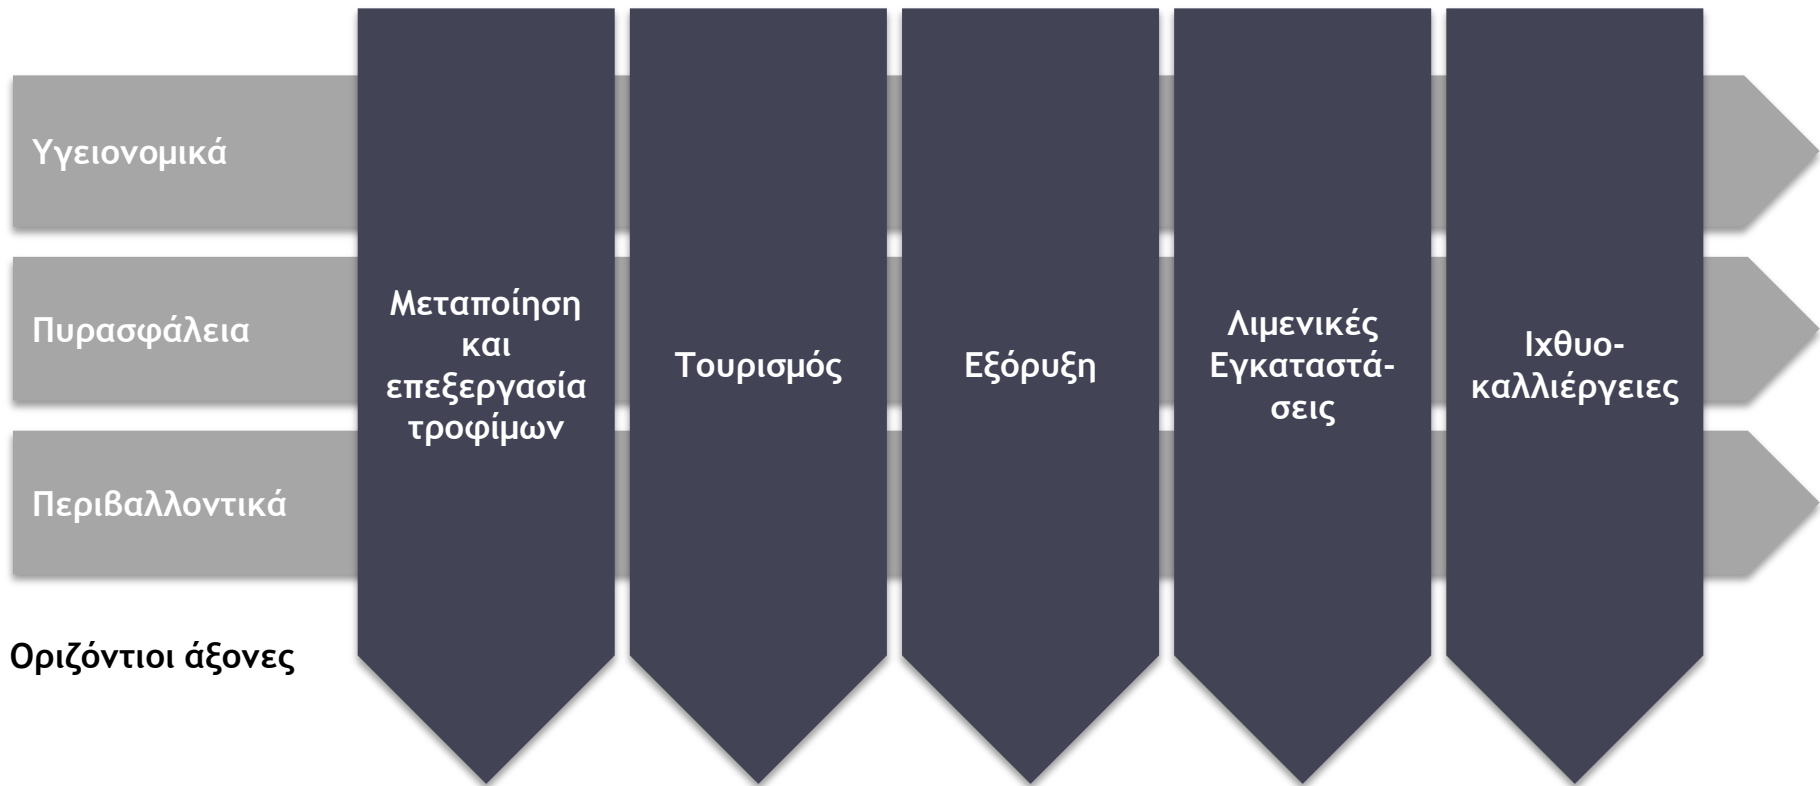 Υγειονομικά
Πυρασφάλεια
Περιβαλλοντικά
Οριζόντιοι άξονες
Μεταποίηση
και
επεξεργασία
τροφίμων
Τουρισμός
Εξόρυξη
Λιμενικές
Εγκαταστά-
σεις
Ιχθυο-
καλλιέργειες